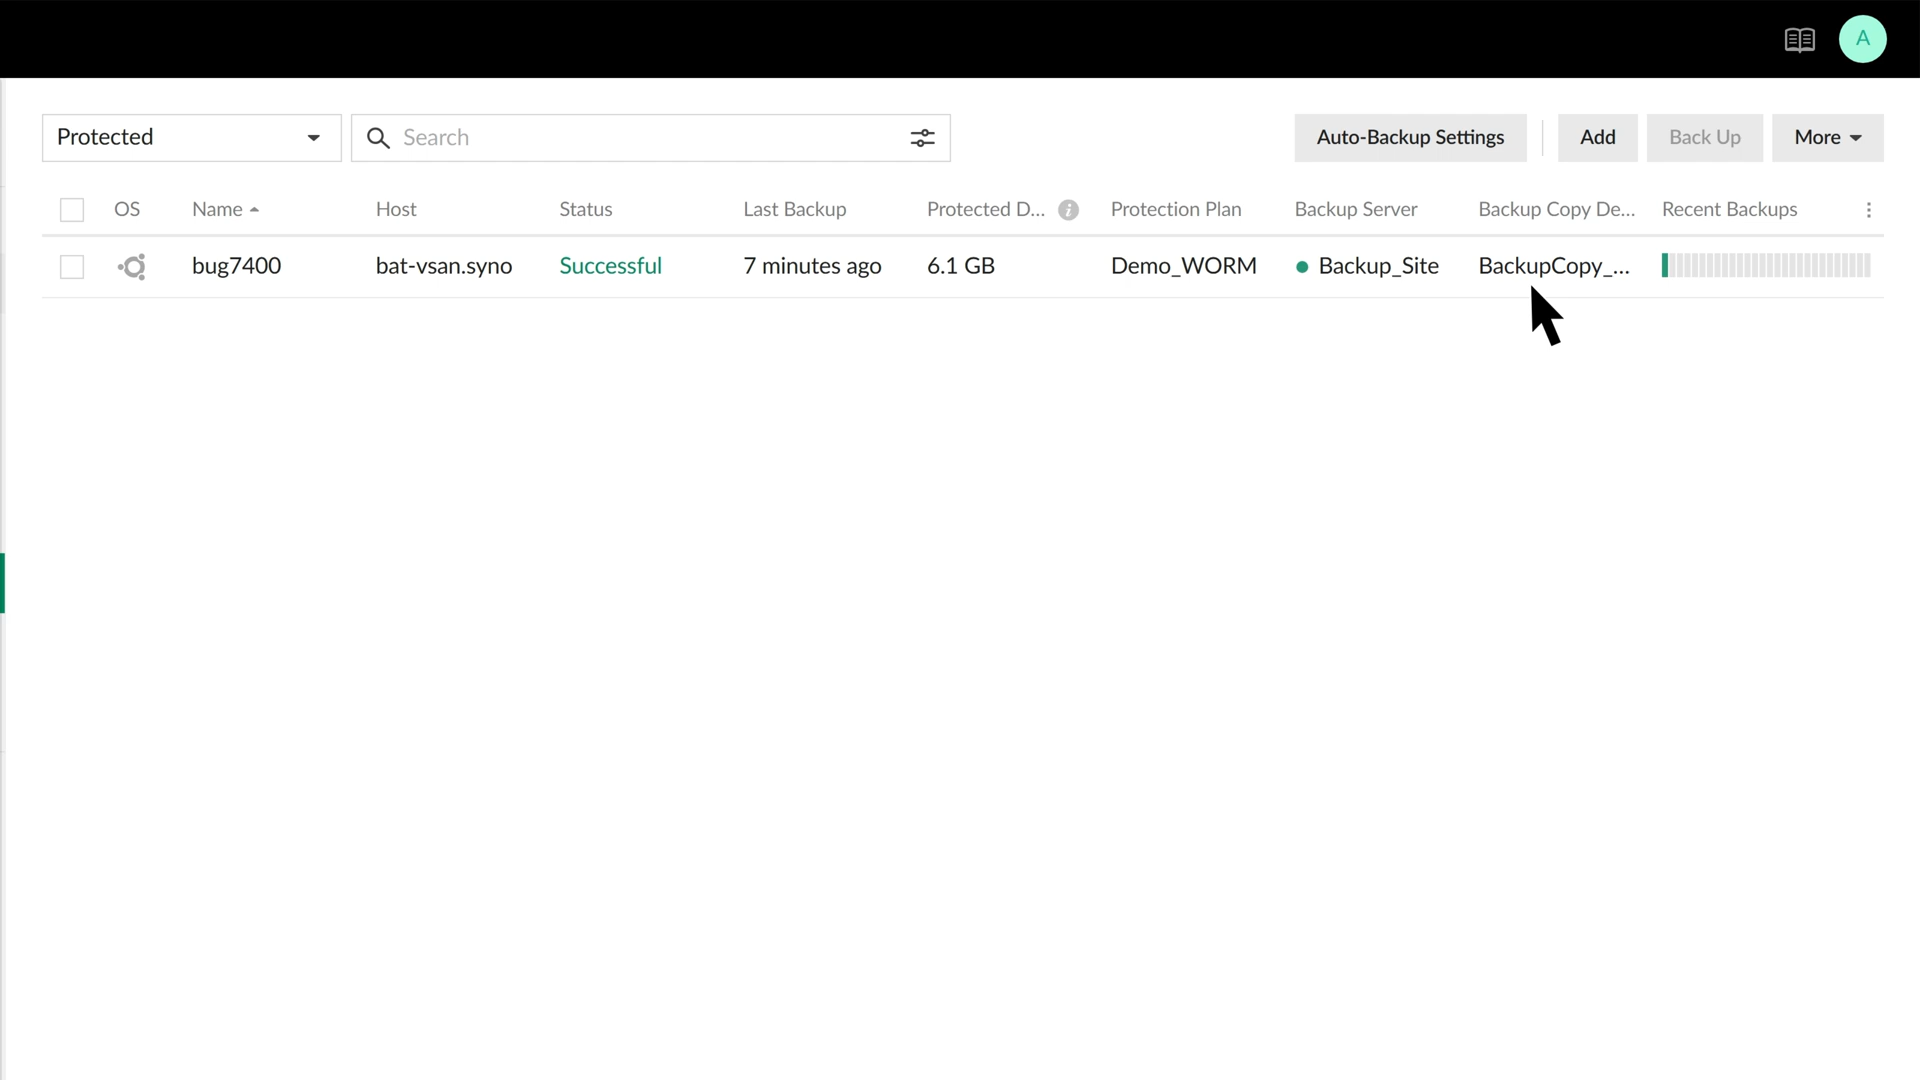 A
Protected
Search
Auto-Backup Settings
Add
Back Up
More
OS Name Host Status Last Backup Protected D... Protection Plan Backup Server Backup Copy De... Recent Backups
bug7400 bat-vsan.syno Successful 7 minutes ago 6.1 GB Demo_WORM Backup_Site BackupCopy_...